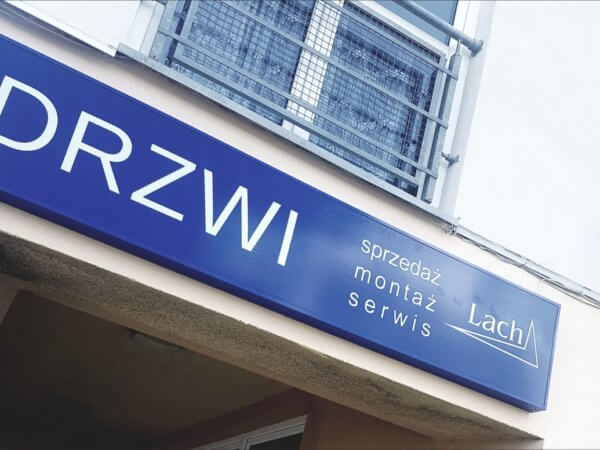 DRZWI
sprzedaż
montaż
serwis
Lach